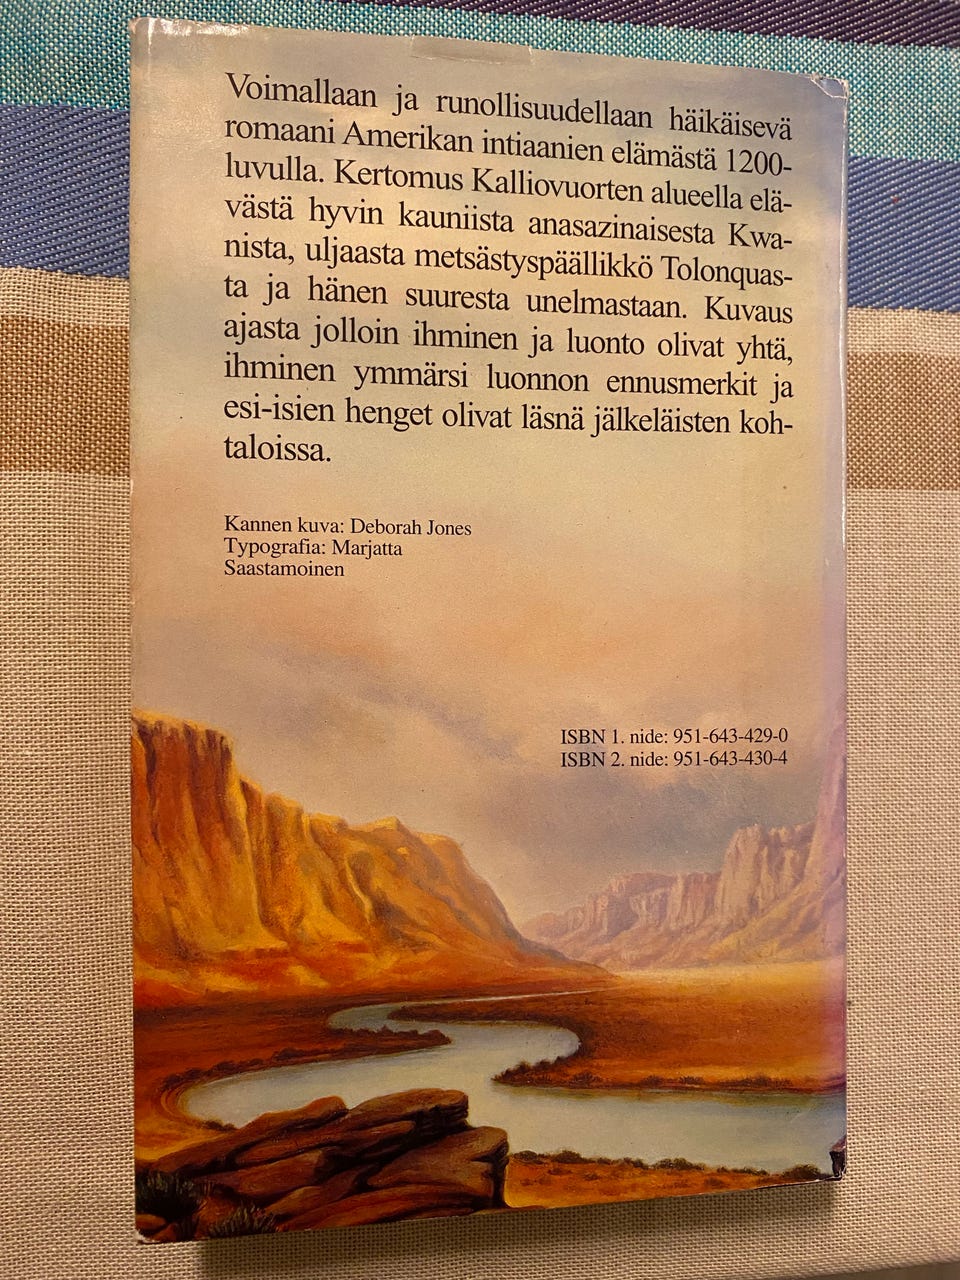 Voimallaan ja runollisuudellaan häikäisevä
romaani Amerikan intiaanien elämästä 1200-
luvulla. Kertomus Kalliovuorten alueella elä-
västä hyvin kauniista anasazinaisesta Kwa-
nista, uljaasta metsästyspäällikkö Tolonquas-
ta ja hänen suuresta unelmastaan. Kuvaus
ajasta jolloin ihminen ja luonto olivat yhtä,
ihminen ymmärsi luonnon ennusmerkit ja
esi-isien henget olivat läsnä jälkeläisten koh-
taloissa.
Kannen kuva: Deborah Jones
Typografia: Marjatta
Saastamoinen
ISBN 1. nide: 951-643-429-0
ISBN 2. nide: 951-643-430-4